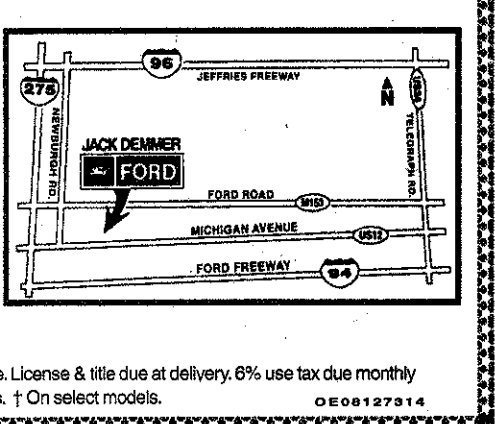 96
JEFFRIES FREEWAY
275
N
NEWBURGH RD.
TELEGRAPH RD.
JACK DEMMER
FORD
FORD ROAD
M153
MICHIGAN AVENUE
US12
FORD FREEWAY
94
e. License & title due at delivery. 6% use tax due monthly
s. † On select models.
OE08127314